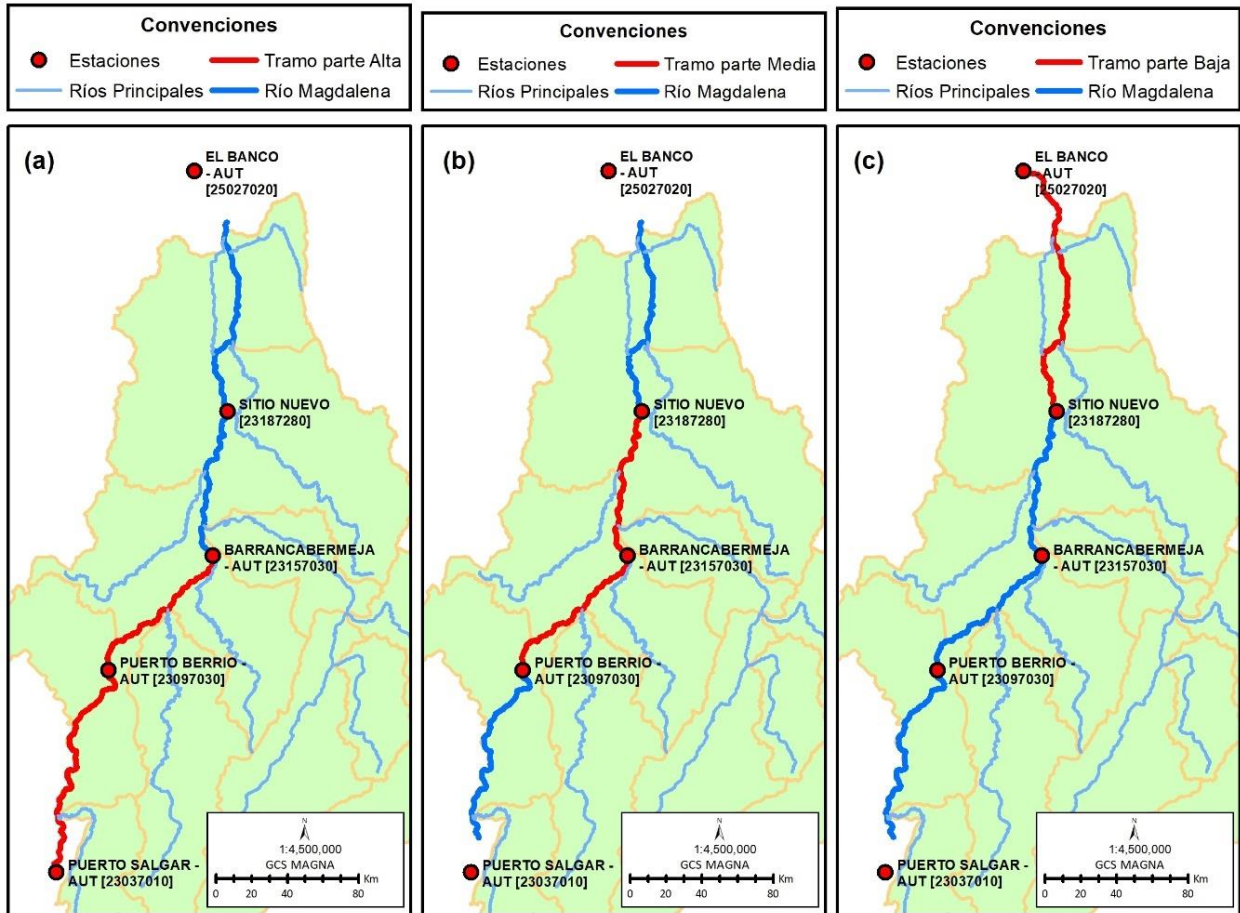 Convenciones
Estaciones
Tramo parte Alta
Ríos Principales
Río Magdalena
(a)
EL BANCO
- AUT
[25027020]
SITIO NUEVO
[23187280]
BARRANCABERMEJA
- AUT [23157030]
PUERTO BERRIO -
AUT [23097030]
PUERTO SALGAR -
AUT [23037010]
N
1:4,500,000
GCS MAGNA
0 20 40 80 Km
Convenciones
Estaciones
Tramo parte Media
Ríos Principales
Río Magdalena
(b)
EL BANCO
- AUT
[25027020]
SITIO NUEVO
[23187280]
BARRANCABERMEJA
- AUT [23157030]
PUERTO BERRIO -
AUT [23097030]
PUERTO SALGAR -
AUT [23037010]
N
1:4,500,000
GCS MAGNA
0 20 40 80 Km
Convenciones
Estaciones
Tramo parte Baja
Ríos Principales
Río Magdalena
(c)
EL BANCO
- AUT
[25027020]
SITIO NUEVO
[23187280]
BARRANCABERMEJA
- AUT [23157030]
PUERTO BERRIO -
AUT [23097030]
PUERTO SALGAR -
AUT [23037010]
N
1:4,500,000
GCS MAGNA
0 20 40 80 Km